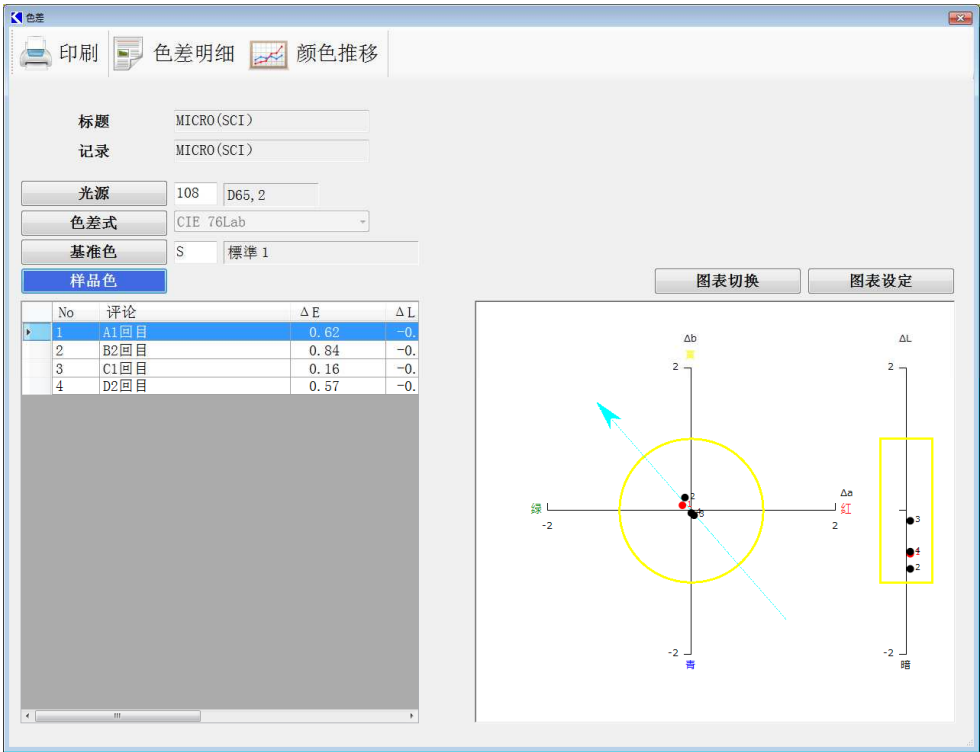 色差
印刷 色差明细 颜色推移
标题 MICRO(SCI)
记录 MICRO(SCI)
光源 108 D65,2
色差式 CIE 76Lab
基准色 S 標準1
样品色
图表切换 图表设定
No 评论 ΔE ΔL
1 A1回目 0.62 -0.
2 B2回目 0.84 -0.
3 C1回目 0.16 -0.
4 D2回目 0.57 -0.
Δb ΔL
2 2
Δa
绿 红
-2 2
2
1
3
3
4
2
-2 -2
青 暗